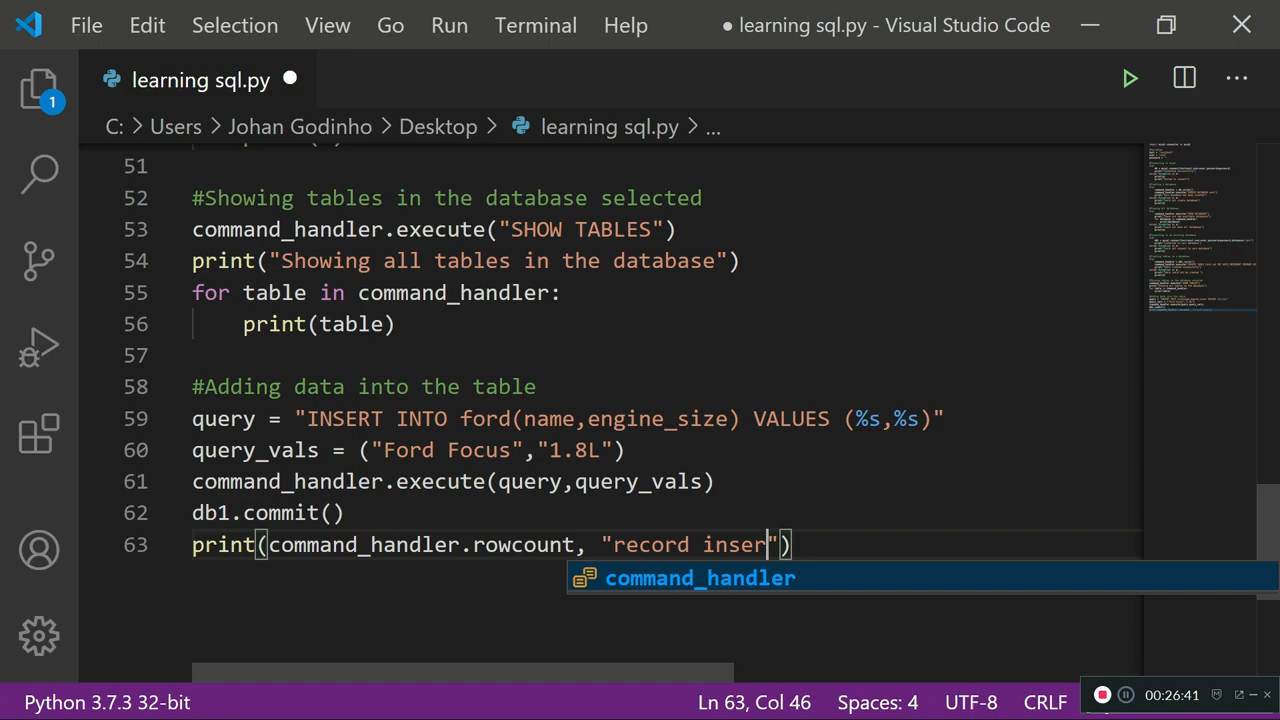 File Edit Selection View Go Run Terminal Help ● learning sql.py - Visual Studio Code
learning sql.py
C: > Users > Johan Godinho > Desktop > learning sql.py > ...
1
51
52 #Showing tables in the database selected
53 command_handler.execute("SHOW TABLES")
54 print("Showing all tables in the database")
55 for table in command_handler:
56 print(table)
57
58 #Adding data into the table
59 query = "INSERT INTO ford(name,engine_size) VALUES (%s,%s)"
60 query_vals = ("Ford Focus","1.8L")
61 command_handler.execute(query,query_vals)
62 db1.commit()
63 print(command_handler.rowcount, "record inser")
command_handler
Python 3.7.3 32-bit Ln 63, Col 46 Spaces: 4 UTF-8 CRLF
00:26:41